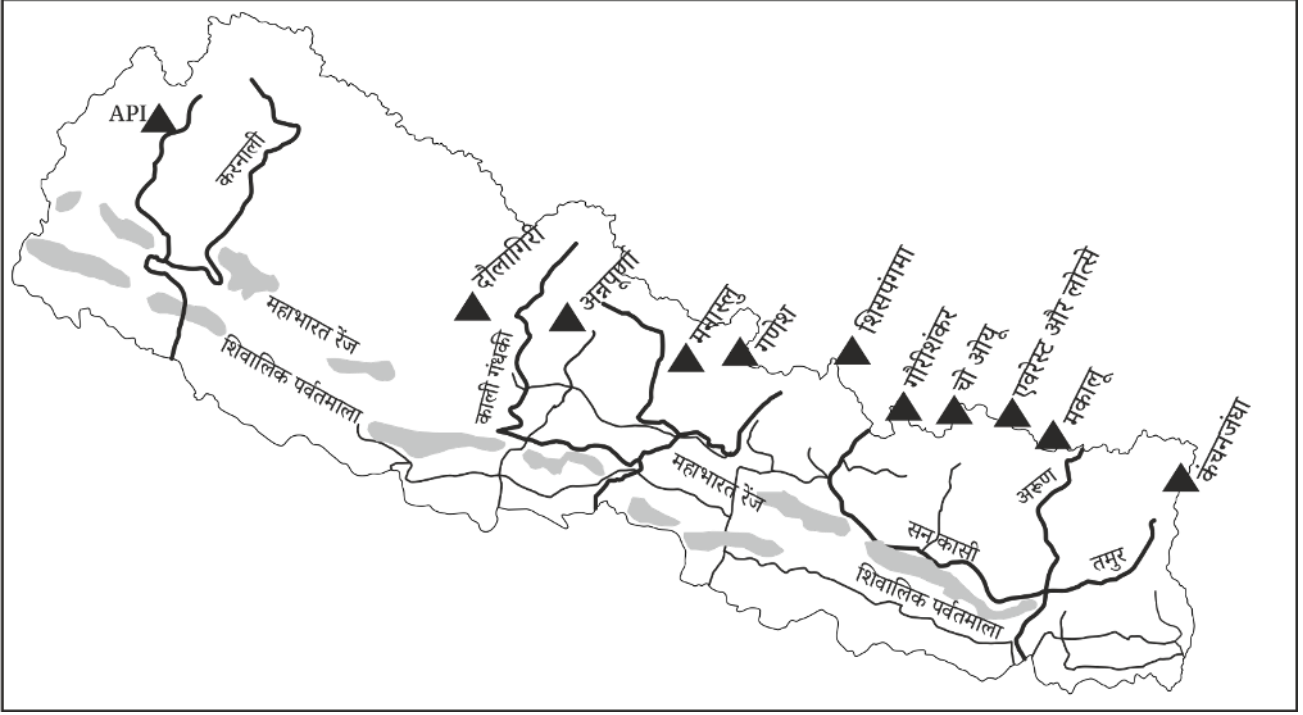 API
करनाली
दौलागिरी
अन्नपूर्णा
काली गंधकी
ममास्लु
गणेश
शिसपंगमा
गौरीशंकर
चो ओयू
एवरेस्ट और लोत्से
मकालू
कंचनजंघा
महाभारत रेंज
शिवालिक पर्वतमाला
महाभारत रेंज
अरूण
सन कासी
तमुर
शिवालिक पर्वतमाला